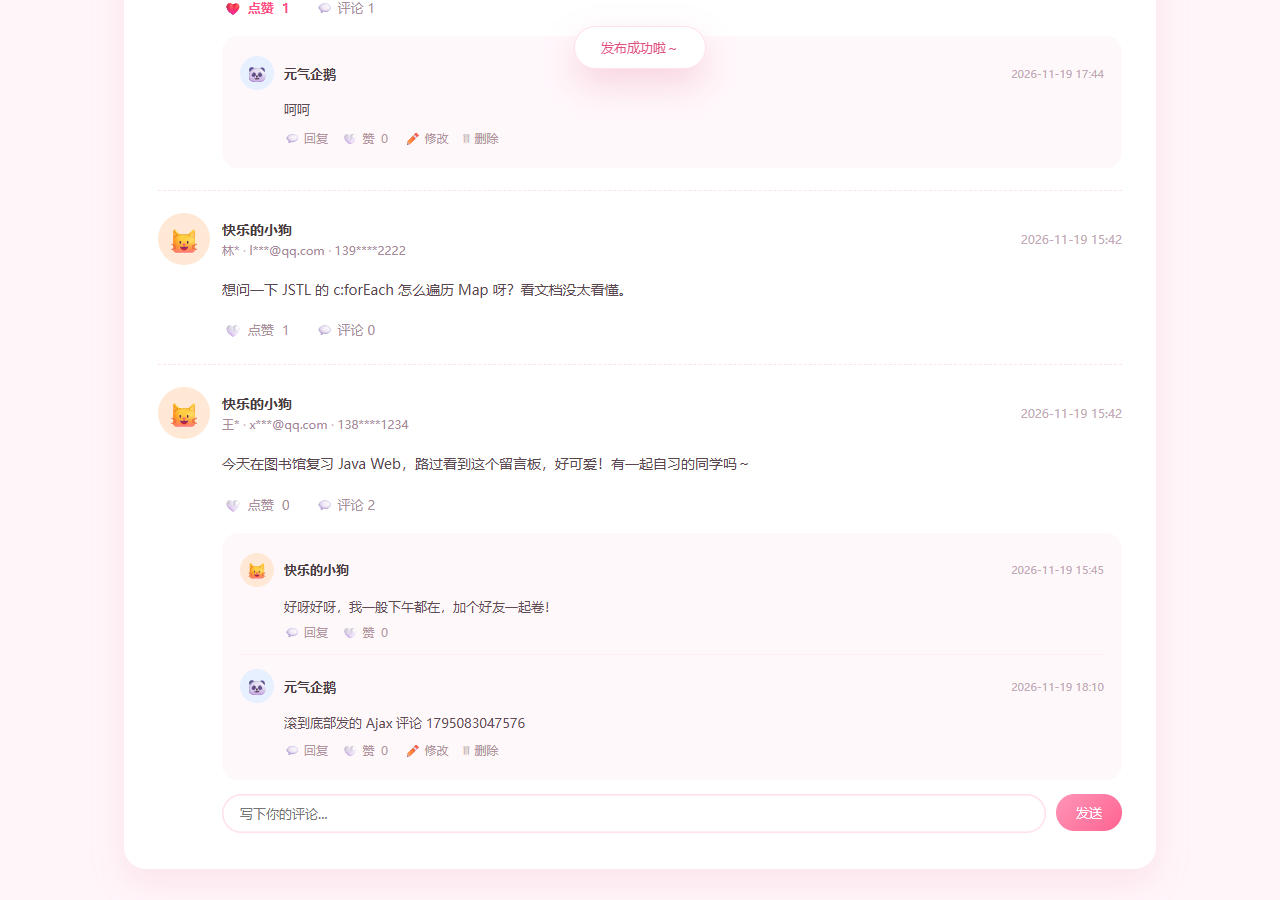 点赞 1 评论 1
发布成功啦～
元气企鹅 2026-11-19 17:44
呵呵
回复 赞 0 修改 删除
快乐的小狗
林* · l***@qq.com · 139****2222 2026-11-19 15:42
想问一下 JSTL 的 c:forEach 怎么遍历 Map 呀？看文档没太看懂。
点赞 1 评论 0
快乐的小狗
王* · x***@qq.com · 138****1234 2026-11-19 15:42
今天在图书馆复习 Java Web，路过看到这个留言板，好可爱！有一起自习的同学吗～
点赞 0 评论 2
快乐的小狗 2026-11-19 15:45
好呀好呀，我一般下午都在，加个好友一起卷！
回复 赞 0
元气企鹅 2026-11-19 18:10
滚到底部发的 Ajax 评论 1795083047576
回复 赞 0 修改 删除
写下你的评论... 发送